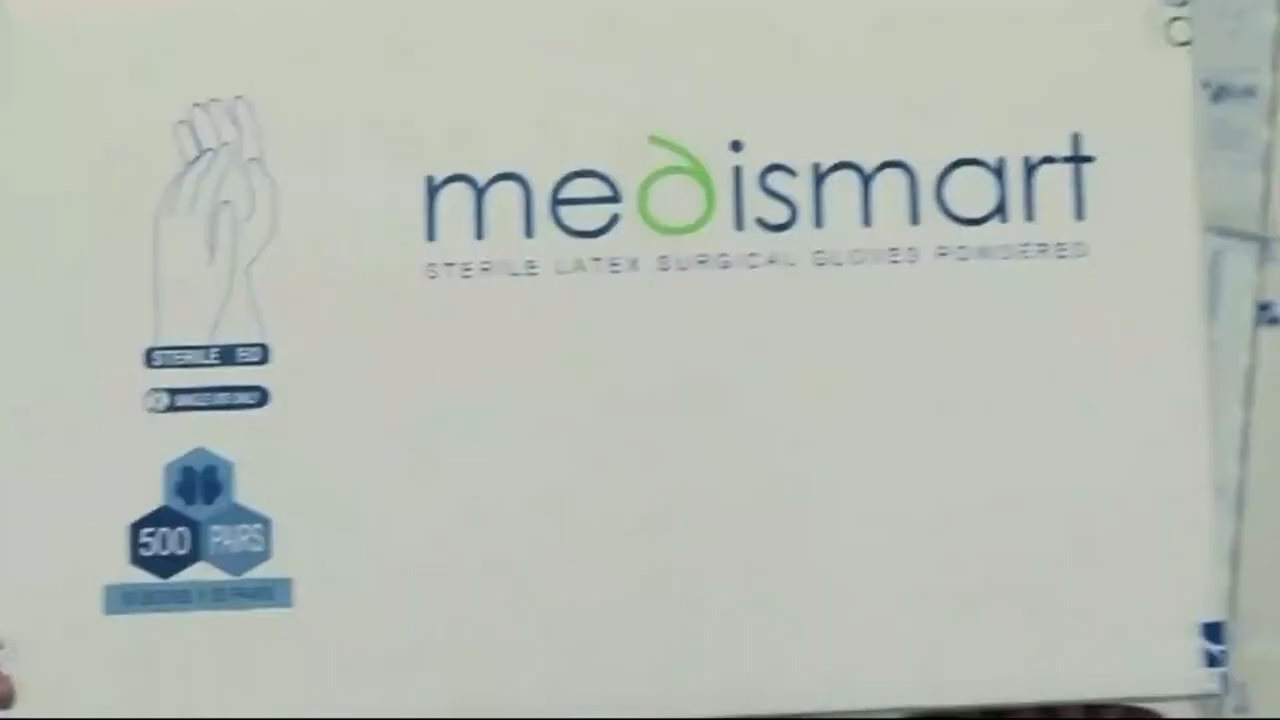 medismart
STERILE LATEX SURGICAL GLOVES POWDERED
STERILE EO
500 PAIRS